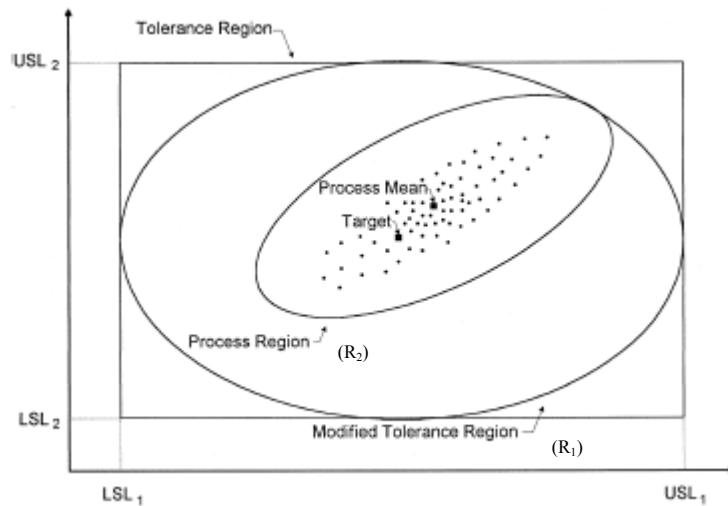 Tolerance Region
USL 2
Process Mean
Target
Process Region
(R2)
LSL 2
Modified Tolerance Region
(R1)
LSL 1
USL 1